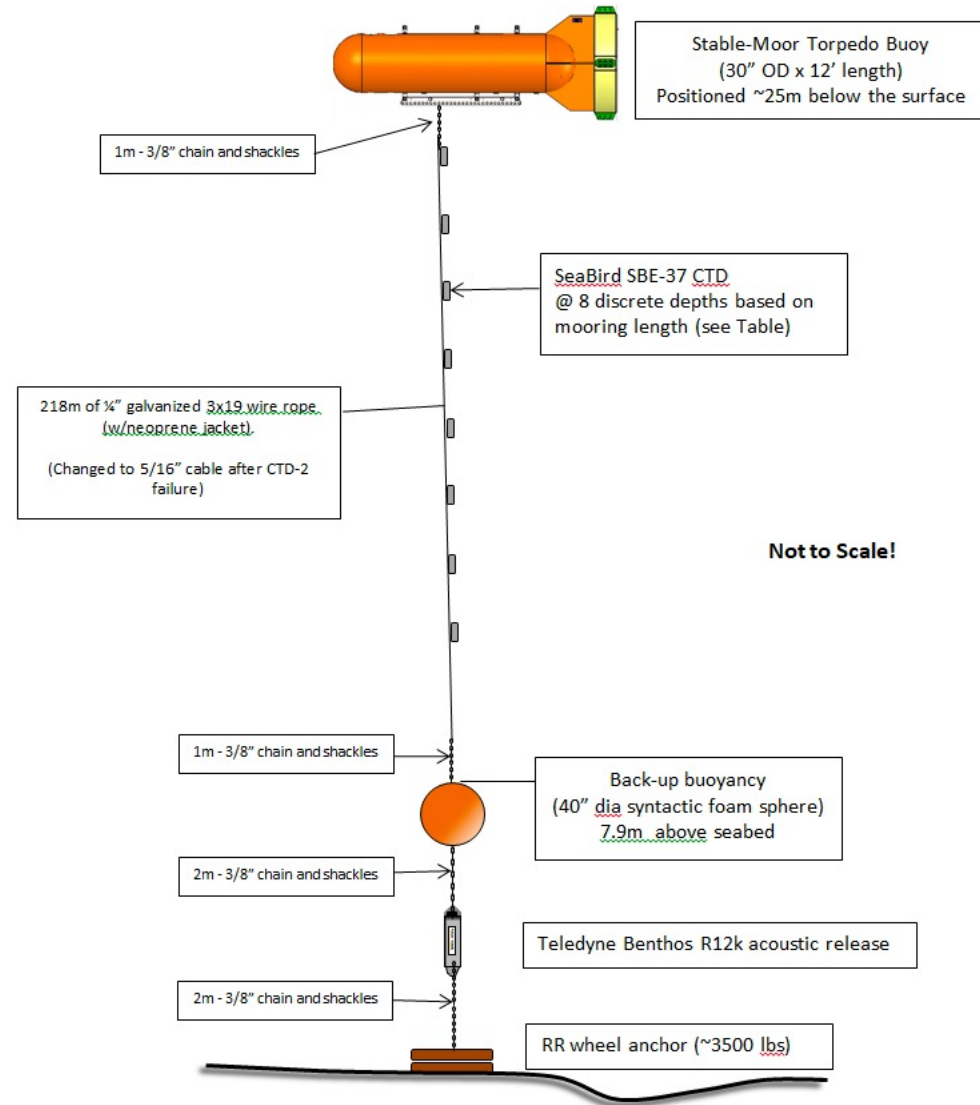 Stable-Moor Torpedo Buoy
(30” OD x 12’ length)
Positioned ~25m below the surface
1m - 3/8” chain and shackles
SeaBird SBE-37 CTD
@ 8 discrete depths based on
mooring length (see Table)
218m of ¼” galvanized 3x19 wire rope
(w/neoprene jacket).
(Changed to 5/16” cable after CTD-2
failure)
Not to Scale!
1m - 3/8” chain and shackles
Back-up buoyancy
(40” dia syntactic foam sphere)
7.9m above seabed
2m - 3/8” chain and shackles
Teledyne Benthos R12k acoustic release
2m - 3/8” chain and shackles
RR wheel anchor (~3500 lbs)